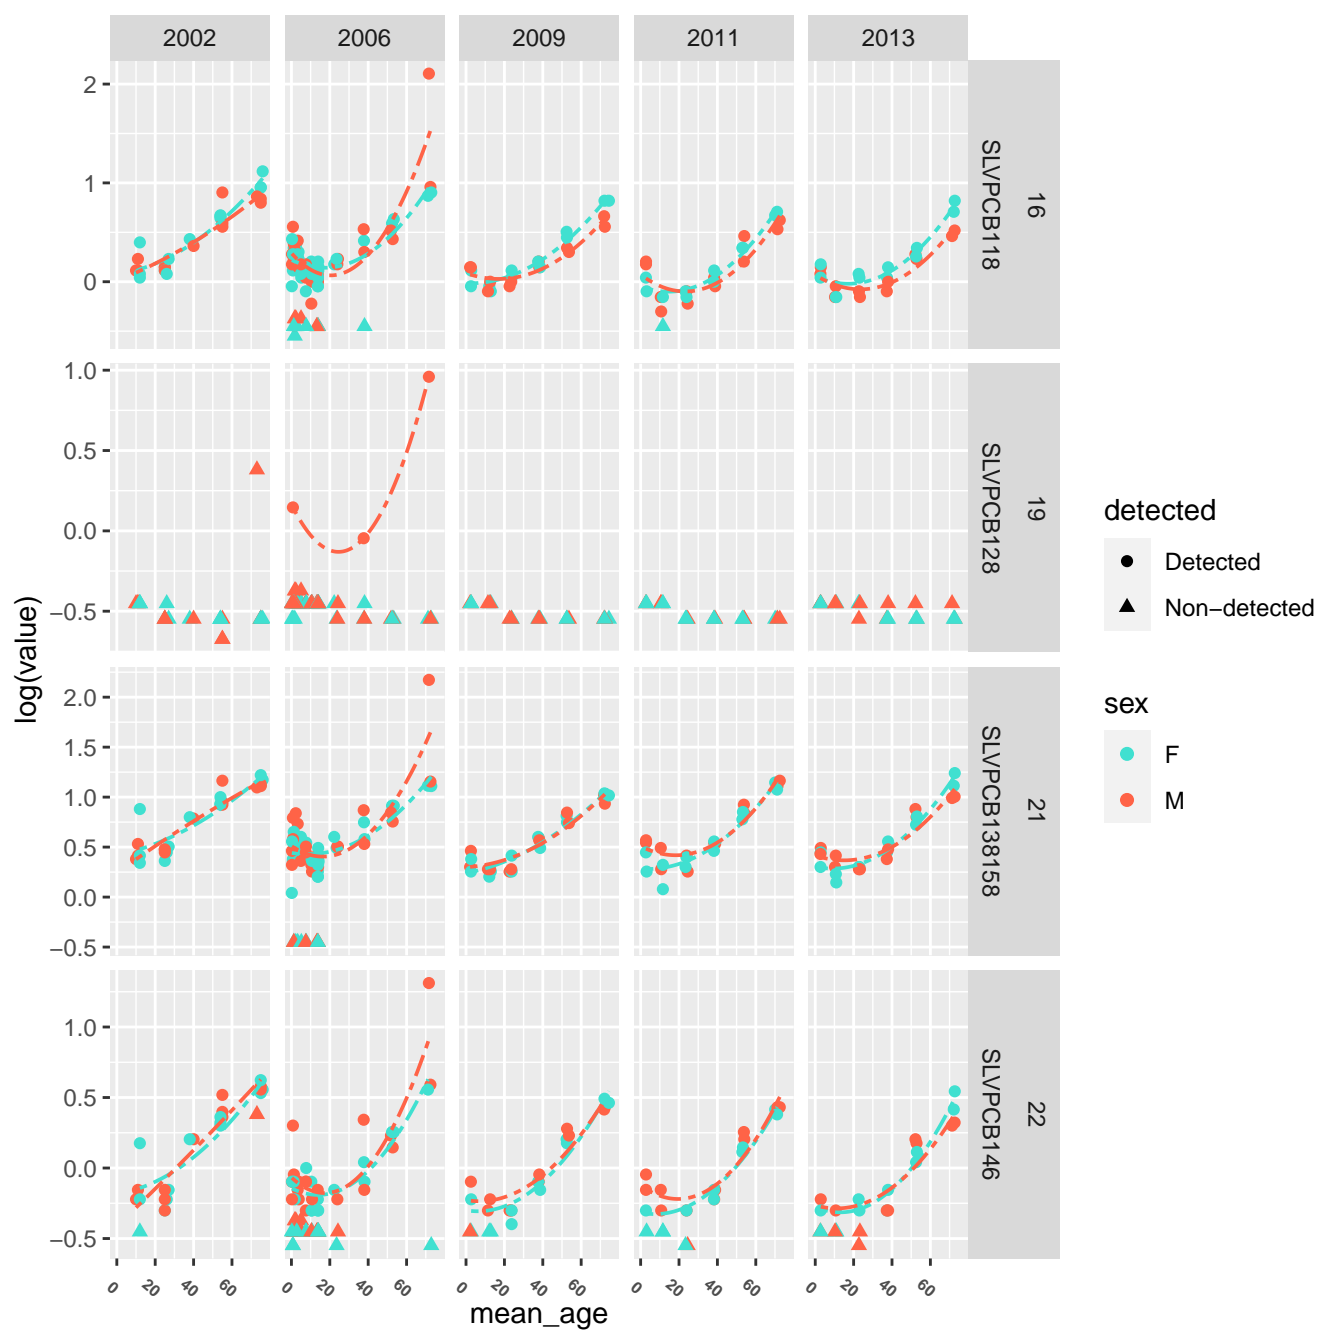 2002 2006 2009 2011 2013
2
1
0
16
SLVPCB118
1.0
0.5
0.0
−0.5
19
SLVPCB128
2.0
1.5
1.0
0.5
0.0
−0.5
21
SLVPCB138158
1.0
0.5
0.0
−0.5
22
SLVPCB146
0 20 40 60 0 20 40 60 0 20 40 60 0 20 40 60 0 20 40 60
mean_age
log(value)
detected
Detected
Non−detected
sex
F
M